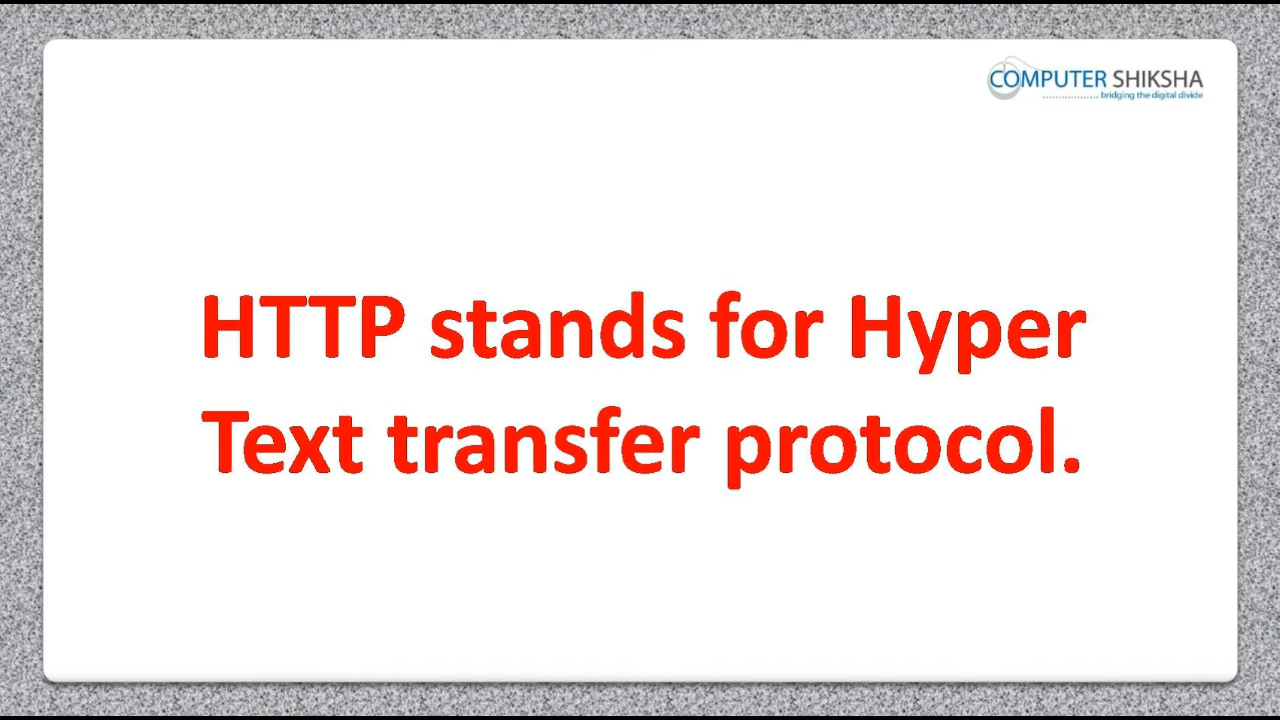 COMPUTER SHIKSHA
bridging the digital divide
HTTP stands for Hyper
Text transfer protocol.